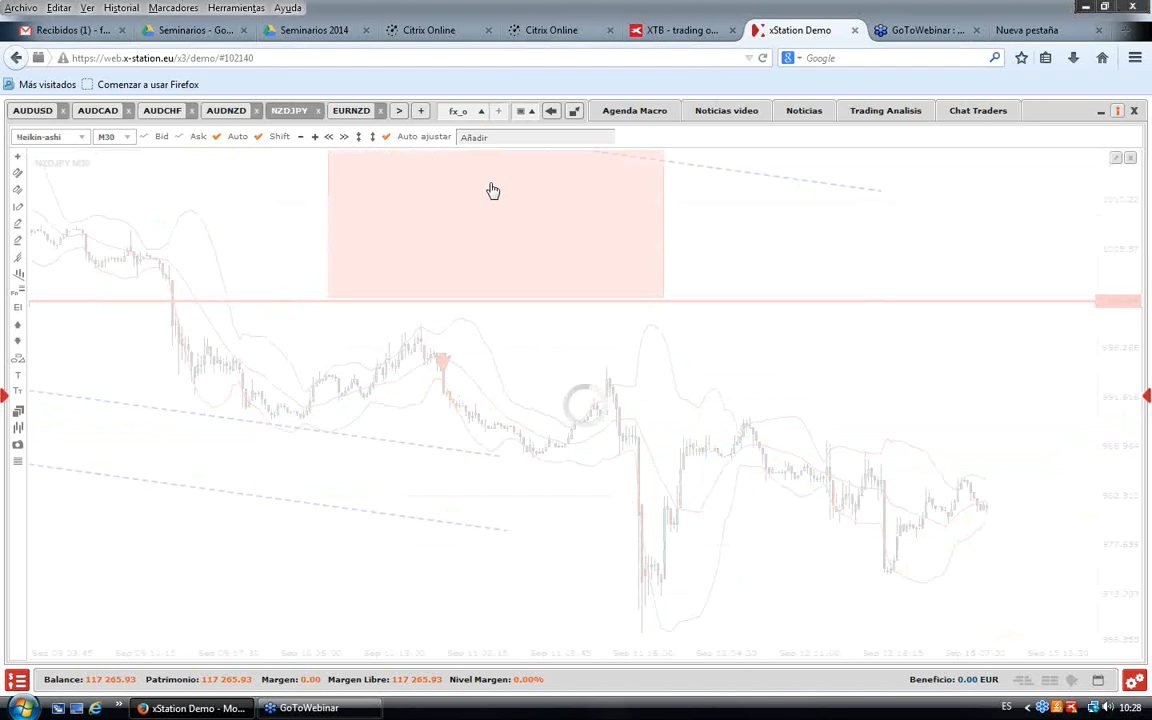 Archivo Editar Ver Historial Marcadores Herramientas Ayuda
Recibidos (1) - f... Seminarios - Go... Seminarios 2014 Citrix Online Citrix Online XTB - trading o... xStation Demo GoToWebinar : ... Nueva pestaña
https://web.x-station.eu/x3/demo/#102140 Google
Más visitados Comenzar a usar Firefox
AUDUSD AUDCAD AUDCHF AUDNZD NZDJPY EURNZD > + fx_o + Agenda Macro Noticias video Noticias Trading Analisis Chat Traders
Heikin-ashi M30 Bid Ask Auto Shift - + << >> Auto ajustar Añadir
NZDJPY M30
Balance: 117 265.93 Patrimonio: 117 265.93 Margen: 0.00 Margen Libre: 117 265.93 Nivel Margen: 0.00% Beneficio: 0.00 EUR
xStation Demo - Mo... GoToWebinar ES 10:28